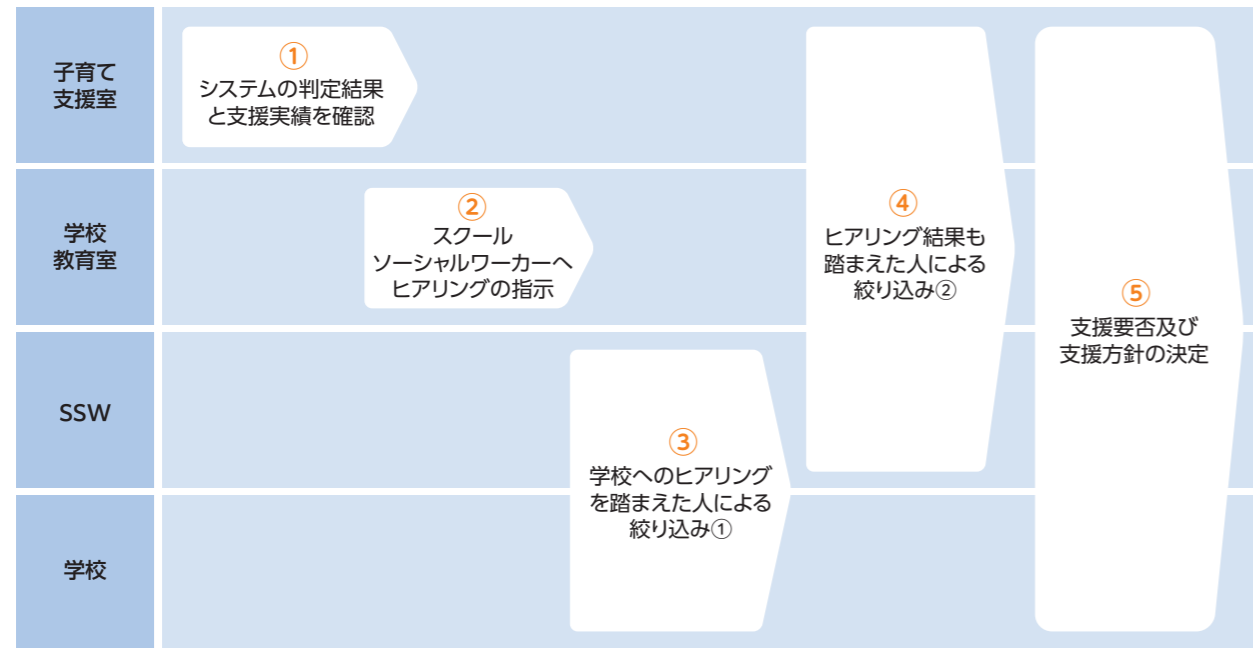 子育て
支援室
①
システムの判定結果
と支援実績を確認
学校
教育室
②
スクール
ソーシャルワーカーへ
ヒアリングの指示
SSW
③
学校へのヒアリング
を踏まえた人による
絞り込み①
学校
④
ヒアリング結果も
踏まえた人による
絞り込み②
⑤
支援要否及び
支援方針の決定